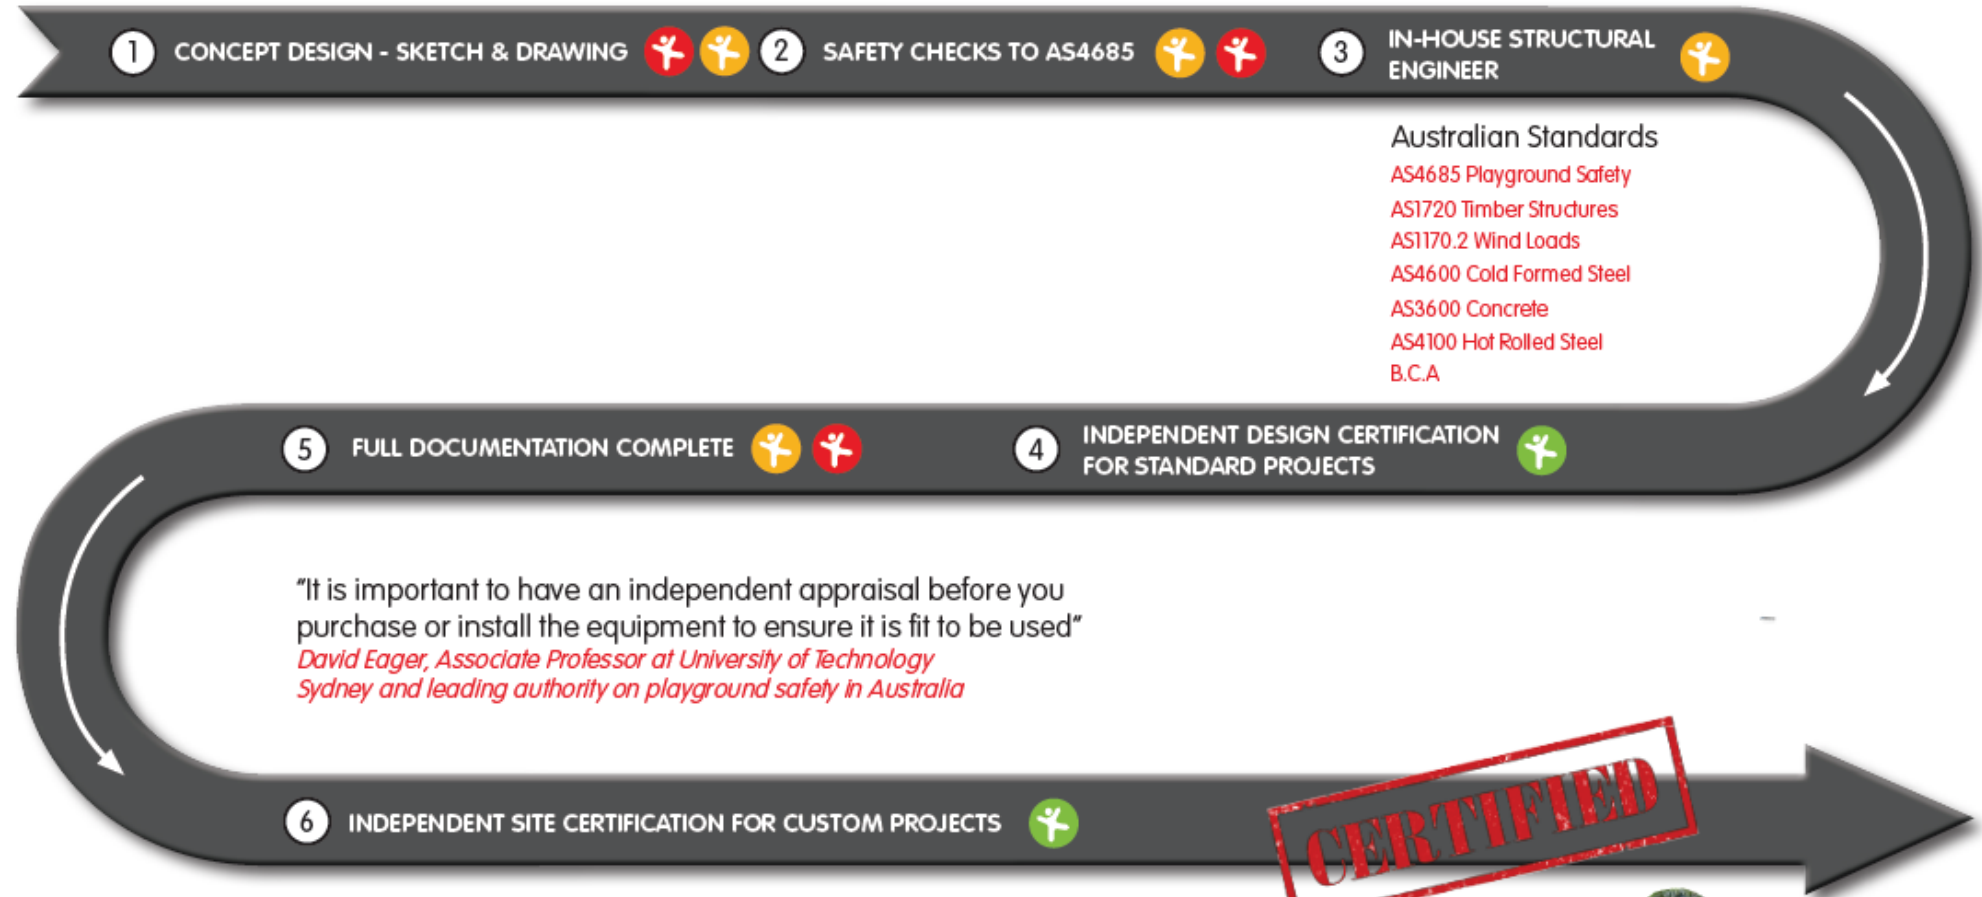 1 CONCEPT DESIGN - SKETCH & DRAWING
2 SAFETY CHECKS TO AS4685
3 IN-HOUSE STRUCTURAL
ENGINEER
Australian Standards
AS4685 Playground Safety
AS1720 Timber Structures
AS1170.2 Wind Loads
AS4600 Cold Formed Steel
AS3600 Concrete
AS4100 Hot Rolled Steel
B.C.A
4 INDEPENDENT DESIGN CERTIFICATION
FOR STANDARD PROJECTS
5 FULL DOCUMENTATION COMPLETE
"It is important to have an independent appraisal before you
purchase or install the equipment to ensure it is fit to be used"
David Eager, Associate Professor at University of Technology
Sydney and leading authority on playground safety in Australia
6 INDEPENDENT SITE CERTIFICATION FOR CUSTOM PROJECTS
CERTIFIED